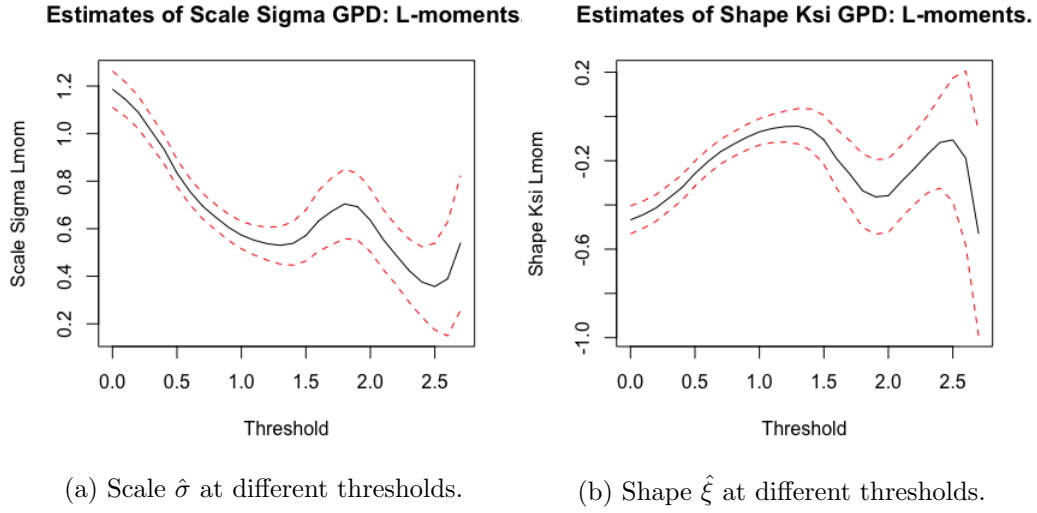 Estimates of Scale Sigma GPD: L-moments.
Scale Sigma Lmom
1.2
1.0
0.8
0.6
0.4
0.2
0.0 0.5 1.0 1.5 2.0 2.5
Threshold
(a) Scale σ̂ at different thresholds.
Estimates of Shape Ksi GPD: L-moments.
Shape Ksi Lmom
0.2
-0.2
-0.6
-1.0
0.0 0.5 1.0 1.5 2.0 2.5
Threshold
(b) Shape ξ̂ at different thresholds.